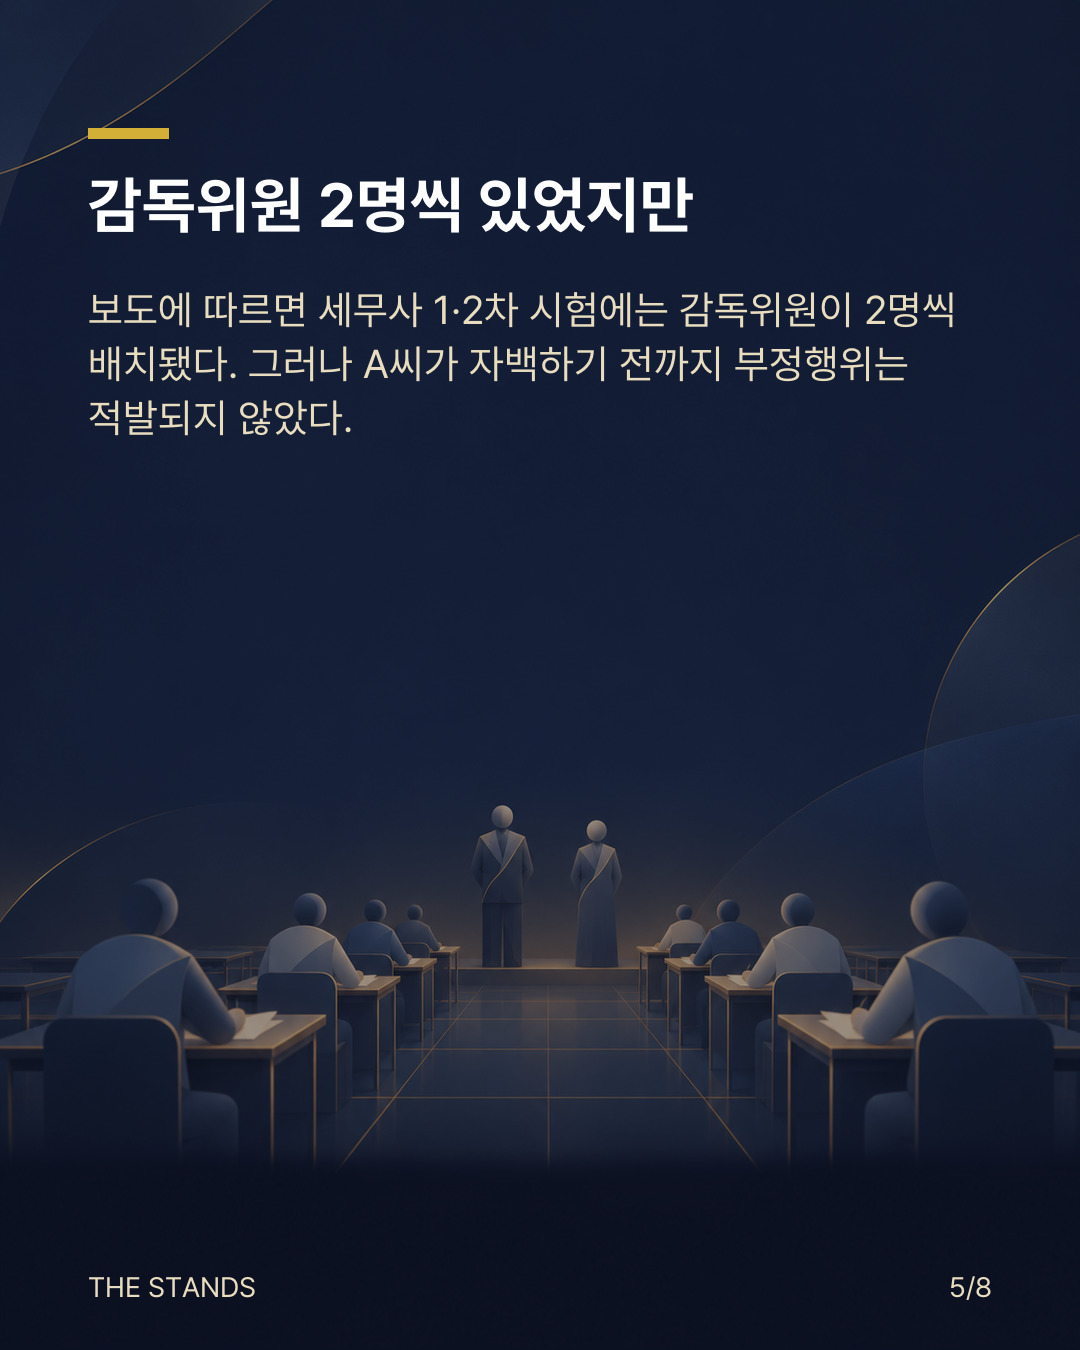 감독위원 2명씩 있었지만
보도에 따르면 세무사 1·2차 시험에는 감독위원이 2명씩
배치됐다. 그러나 A씨가 자백하기 전까지 부정행위는
적발되지 않았다.
THE STANDS
5/8